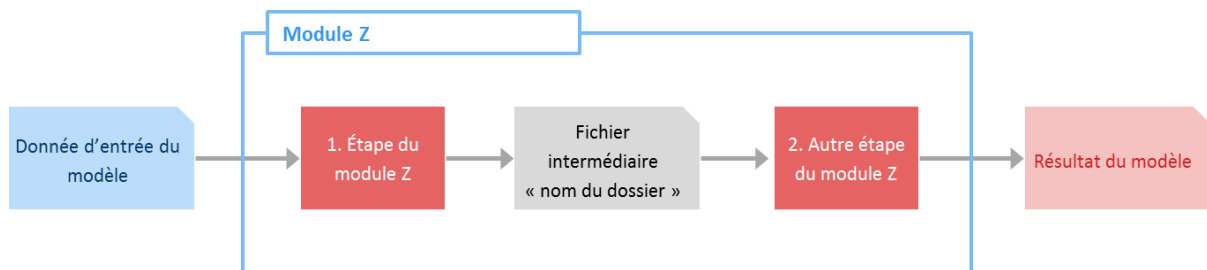 Module Z
Donnée d’entrée du
modèle
1. Étape du
module Z
Fichier
intermédiaire
« nom du dossier »
2. Autre étape
du module Z
Résultat du modèle